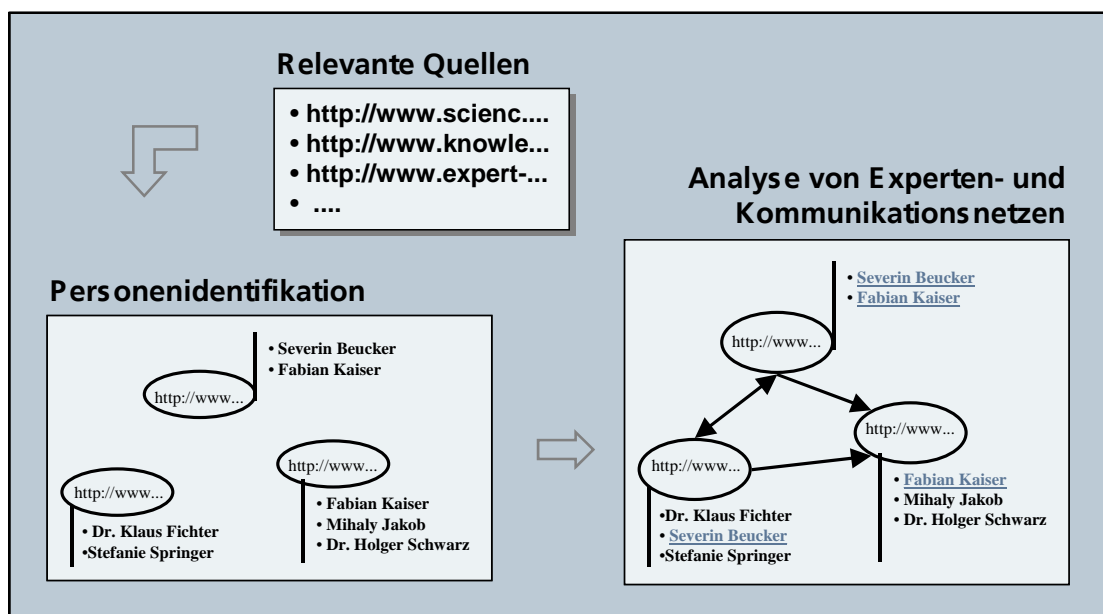 Relevante Quellen
• http://www.scienc....
• http://www.knowle...
• http://www.expert-...
• ....
Personenidentifikation
http://www...
• Severin Beucker
• Fabian Kaiser
http://www...
• Dr. Klaus Fichter
•Stefanie Springer
http://www...
• Fabian Kaiser
• Mihaly Jakob
• Dr. Holger Schwarz
Analyse von Experten- und
Kommunikationsnetzen
• Severin Beucker
• Fabian Kaiser
http://www...
http://www...
• Fabian Kaiser
• Mihaly Jakob
• Dr. Holger Schwarz
http://www...
•Dr. Klaus Fichter
• Severin Beucker
•Stefanie Springer